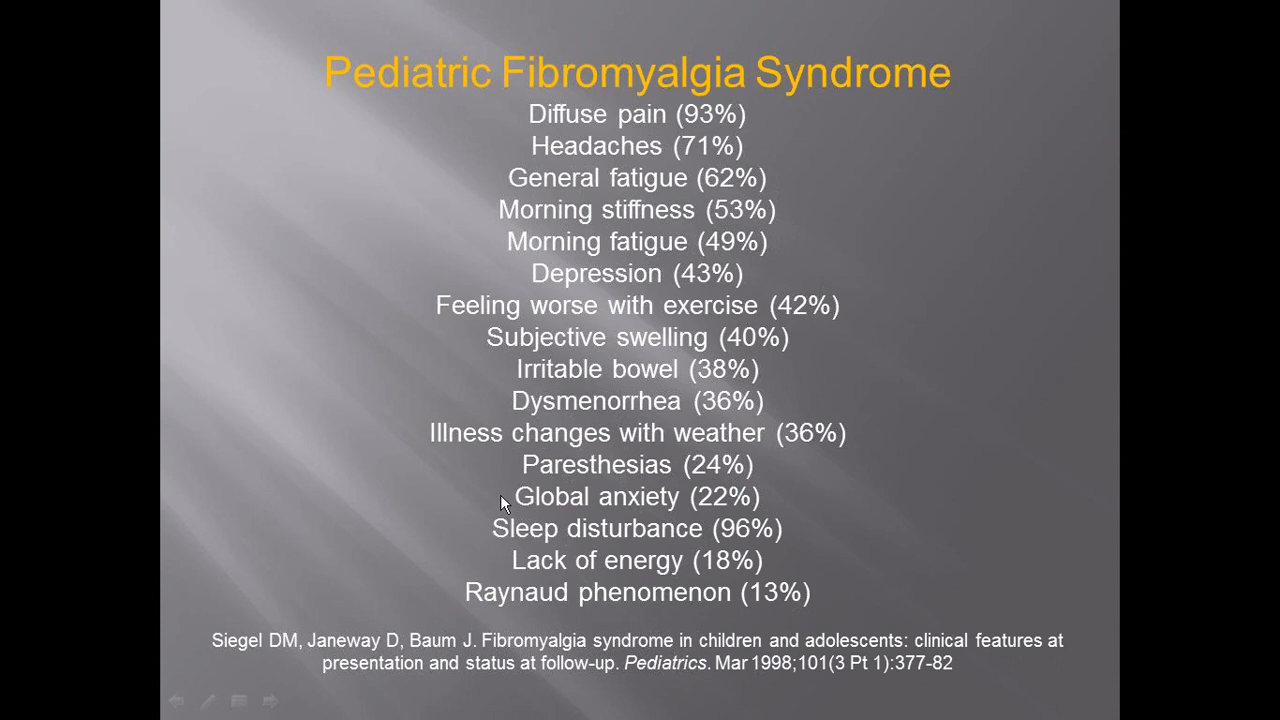 Pediatric Fibromyalgia Syndrome
Diffuse pain (93%)
Headaches (71%)
General fatigue (62%)
Morning stiffness (53%)
Morning fatigue (49%)
Depression (43%)
Feeling worse with exercise (42%)
Subjective swelling (40%)
Irritable bowel (38%)
Dysmenorrhea (36%)
Illness changes with weather (36%)
Paresthesias (24%)
Global anxiety (22%)
Sleep disturbance (96%)
Lack of energy (18%)
Raynaud phenomenon (13%)
Siegel DM, Janeway D, Baum J. Fibromyalgia syndrome in children and adolescents: clinical features at
presentation and status at follow-up. Pediatrics. Mar 1998;101(3 Pt 1):377-82